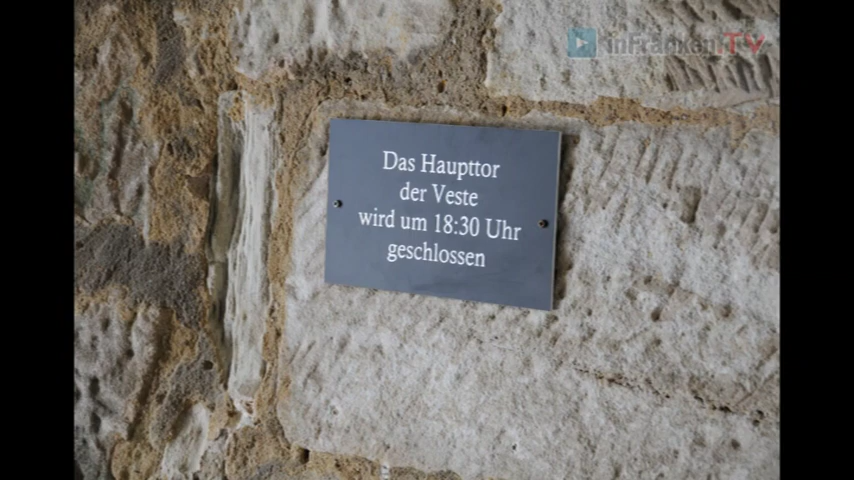 inFranken.TV
Das Haupttor
der Veste
wird um 18:30 Uhr
geschlossen